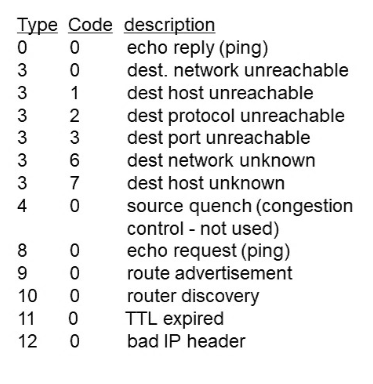 Type Code description
0 0 echo reply (ping)
3 0 dest. network unreachable
3 1 dest host unreachable
3 2 dest protocol unreachable
3 3 dest port unreachable
3 6 dest network unknown
3 7 dest host unknown
4 0 source quench (congestion
control - not used)
8 0 echo request (ping)
9 0 route advertisement
10 0 router discovery
11 0 TTL expired
12 0 bad IP header